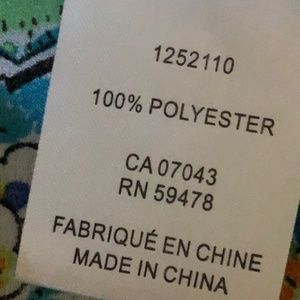 1252110
100% POLYESTER
CA 07043
RN 59478
FABRIQUÉ EN CHINE
MADE IN CHINA